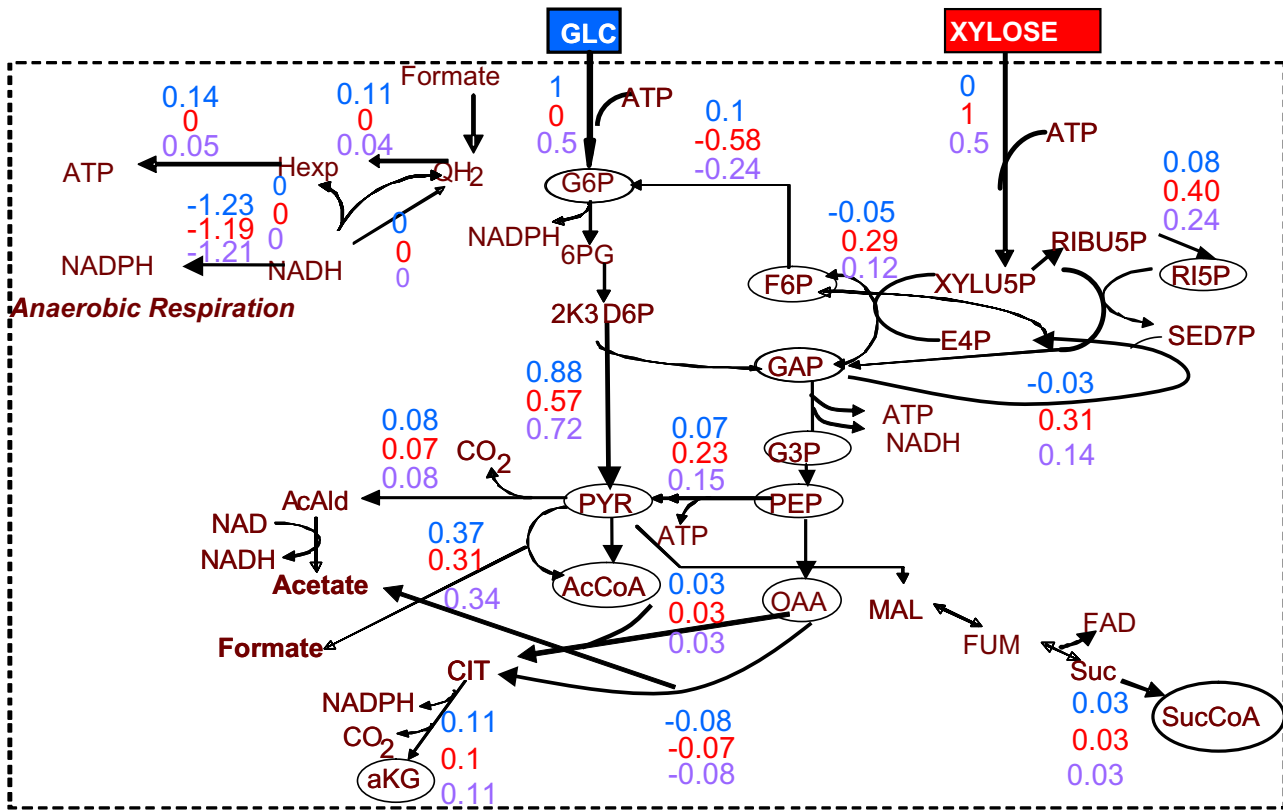 GLC
XYLOSE
Formate
0.14
0
0.05
0.11
0
0.04
1
0
0.5
ATP
0.1
-0.58
-0.24
0
1
0.5
ATP
0.08
0.40
0.24
ATP
Hexp
QH2
G6P
0
0
0
-1.23
-1.19
-1.21
0
0
0
-0.05
0.29
0.12
NADPH
6PG
RIBU5P
NADPH
NADH
F6P
XYLU5P
RI5P
Anaerobic Respiration
2K3D6P
E4P
SED7P
GAP
0.88
0.57
0.72
-0.03
0.31
0.14
0.08
0.07
0.08
0.07
0.23
0.15
ATP
NADH
CO2
G3P
AcAld
PYR
PEP
NAD
NADH
ATP
0.37
0.31
0.34
Acetate
AcCoA
0.03
0.03
0.03
OAA
MAL
Formate
FUM
FAD
CIT
Suc
NADPH
CO2
0.11
0.1
0.11
-0.08
-0.07
-0.08
0.03
0.03
0.03
SucCoA
aKG